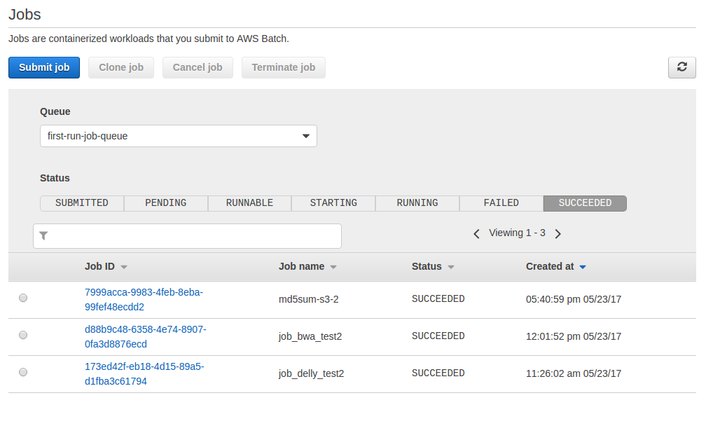 Jobs
Jobs are containerized workloads that you submit to AWS Batch.
Submit job Clone job Cancel job Terminate job
Queue
first-run-job-queue
Status
SUBMITTED PENDING RUNNABLE STARTING RUNNING FAILED SUCCEEDED
Viewing 1 - 3
Job ID Job name Status Created at
7999acca-9983-4feb-8eba-
99fef48ecdd2 md5sum-s3-2 SUCCEEDED 05:40:59 pm 05/23/17
d88b9c48-6358-4e74-8907-
0fa3d8876ecd job_bwa_test2 SUCCEEDED 12:01:52 pm 05/23/17
173ed42f-eb18-4d15-89a5-
d1fba3c61794 job_delly_test2 SUCCEEDED 11:26:02 am 05/23/17